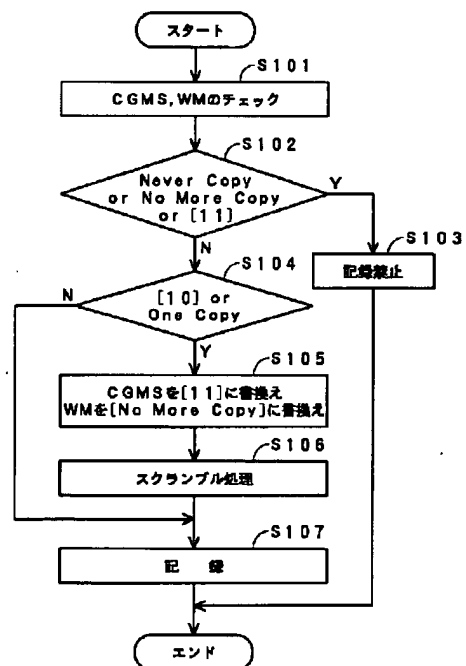 スタート
S101
CGMS,WMのチェック
S102
Never Copy
or No More Copy
or [11]
Y
N
S103
記録禁止
S104
[10] or
One Copy
N
Y
S105
CGMSを[11]に書換え
WMを[No More Copy]に書換え
S106
スクランブル処理
S107
記 録
エンド